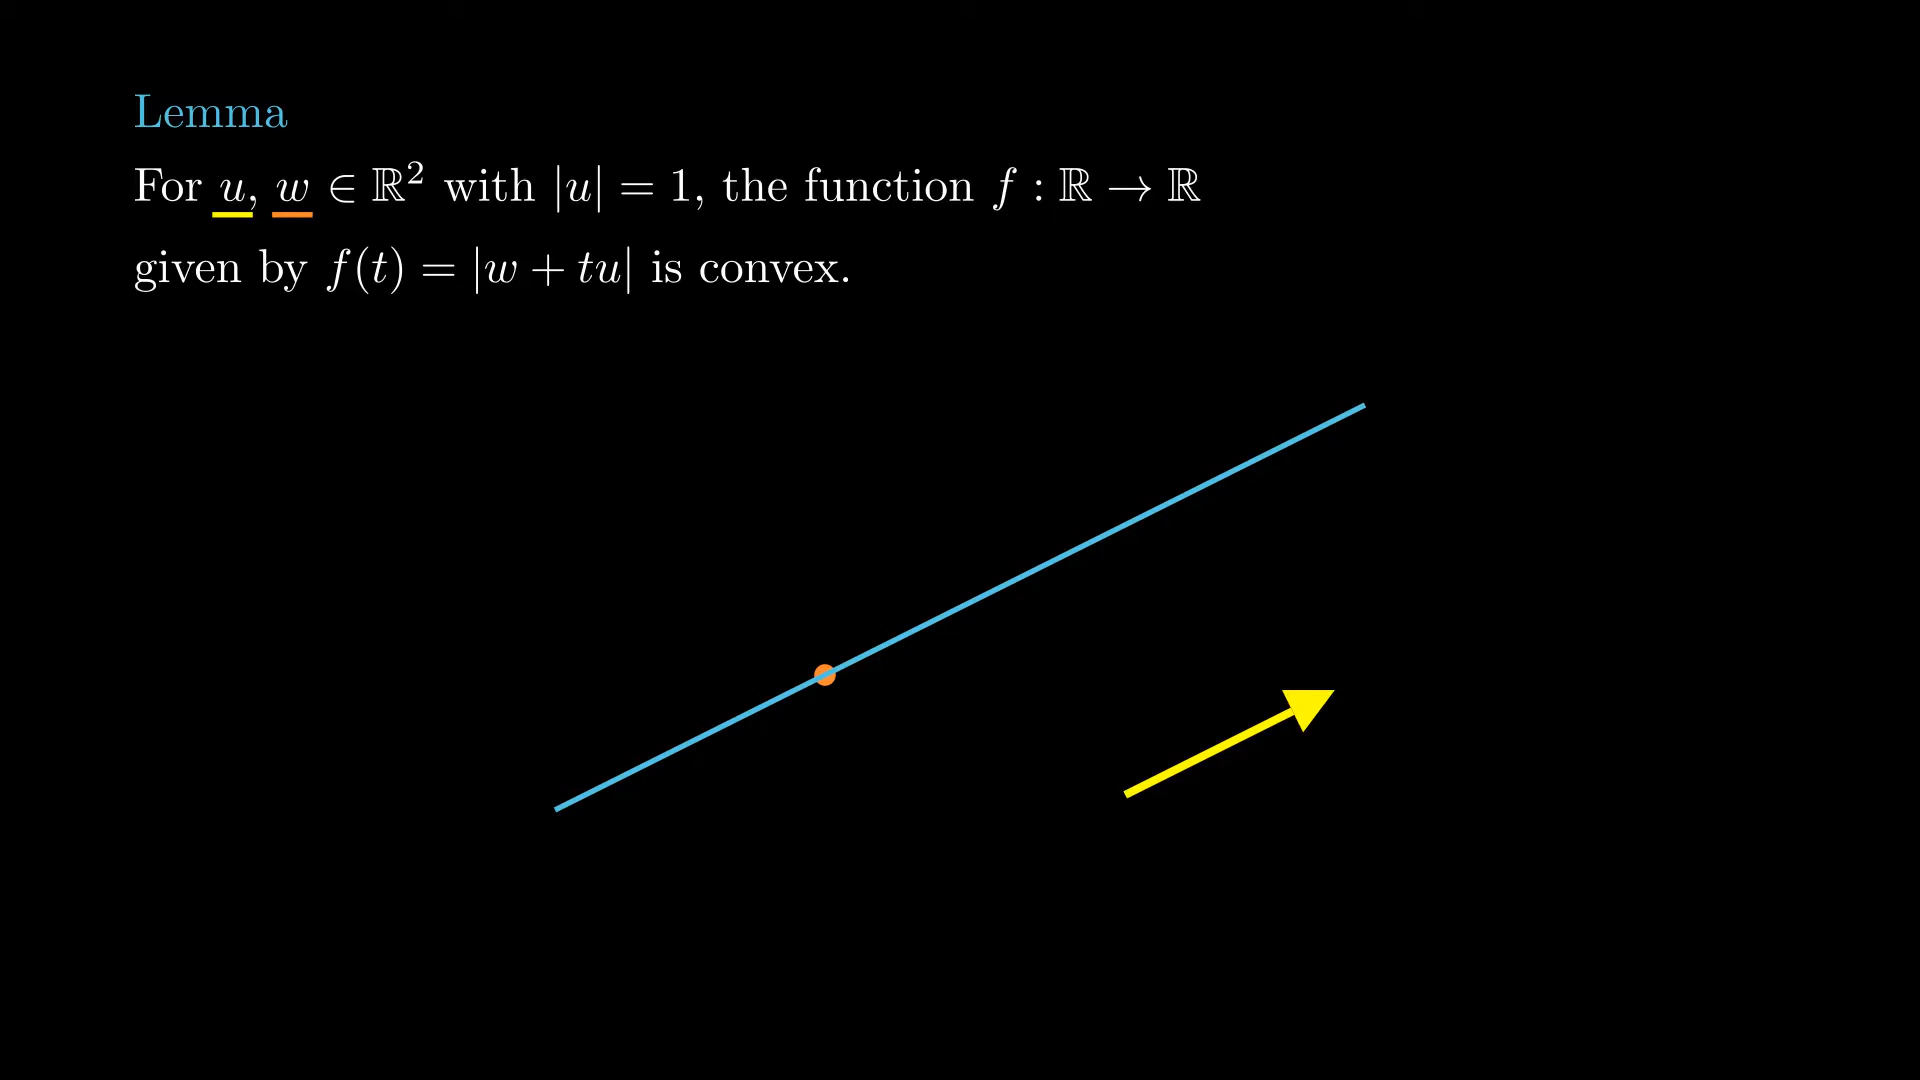 Lemma
For u, w ∈ ℝ² with |u| = 1, the function f : ℝ → ℝ
given by f(t) = |w + tu| is convex.